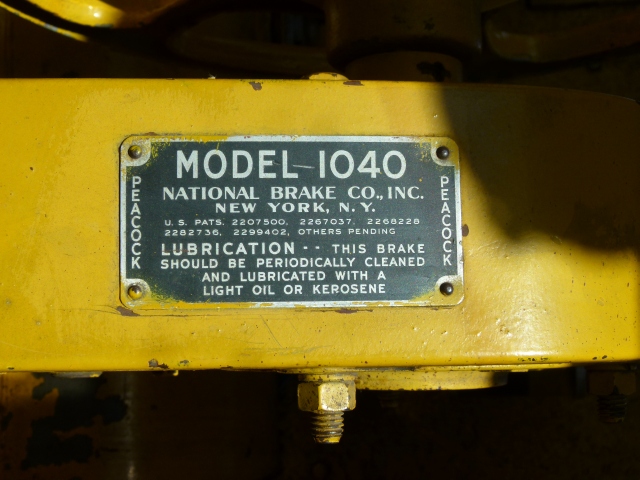 MODEL-1040
NATIONAL BRAKE CO., INC.
NEW YORK, N.Y.
U.S. PATS. 2207500, 2267037, 2268228
2282736, 2299402, OTHERS PENDING
LUBRICATION -- THIS BRAKE
SHOULD BE PERIODICALLY CLEANED
AND LUBRICATED WITH A
LIGHT OIL OR KEROSENE
PEACOCK
PEACOCK